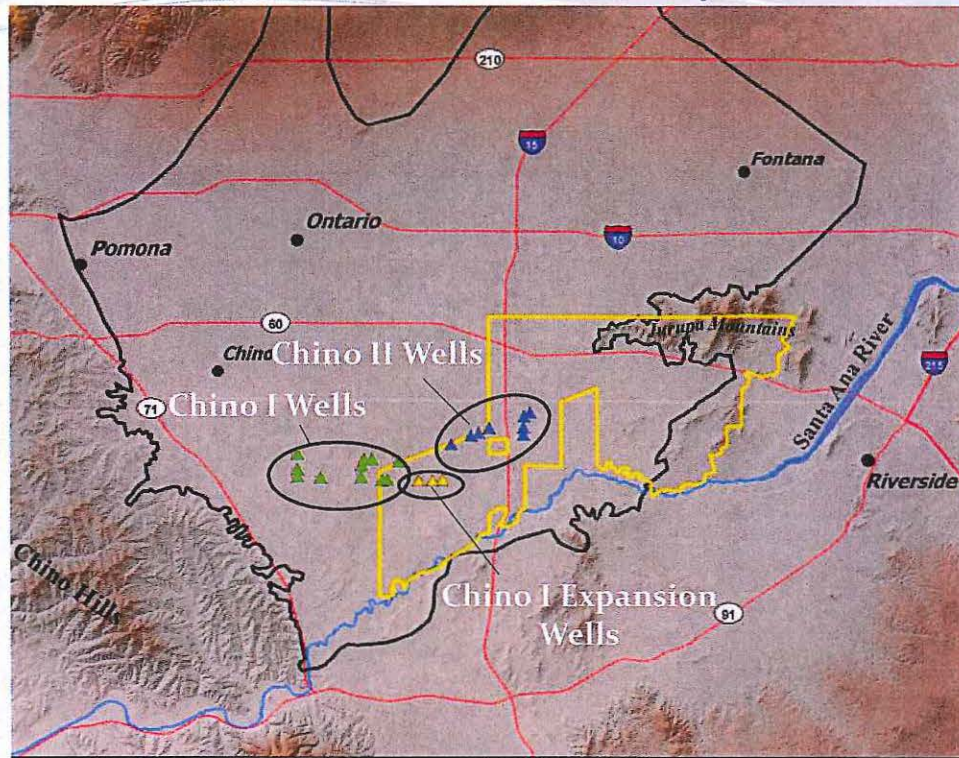 210
15
Fontana
Ontario
10
Pomona
60
Jurupa Mountains
Chino
Chino II Wells
215
Santa Ana River
71
Chino I Wells
Riverside
Chino Hills
Chino I Expansion
Wells
91